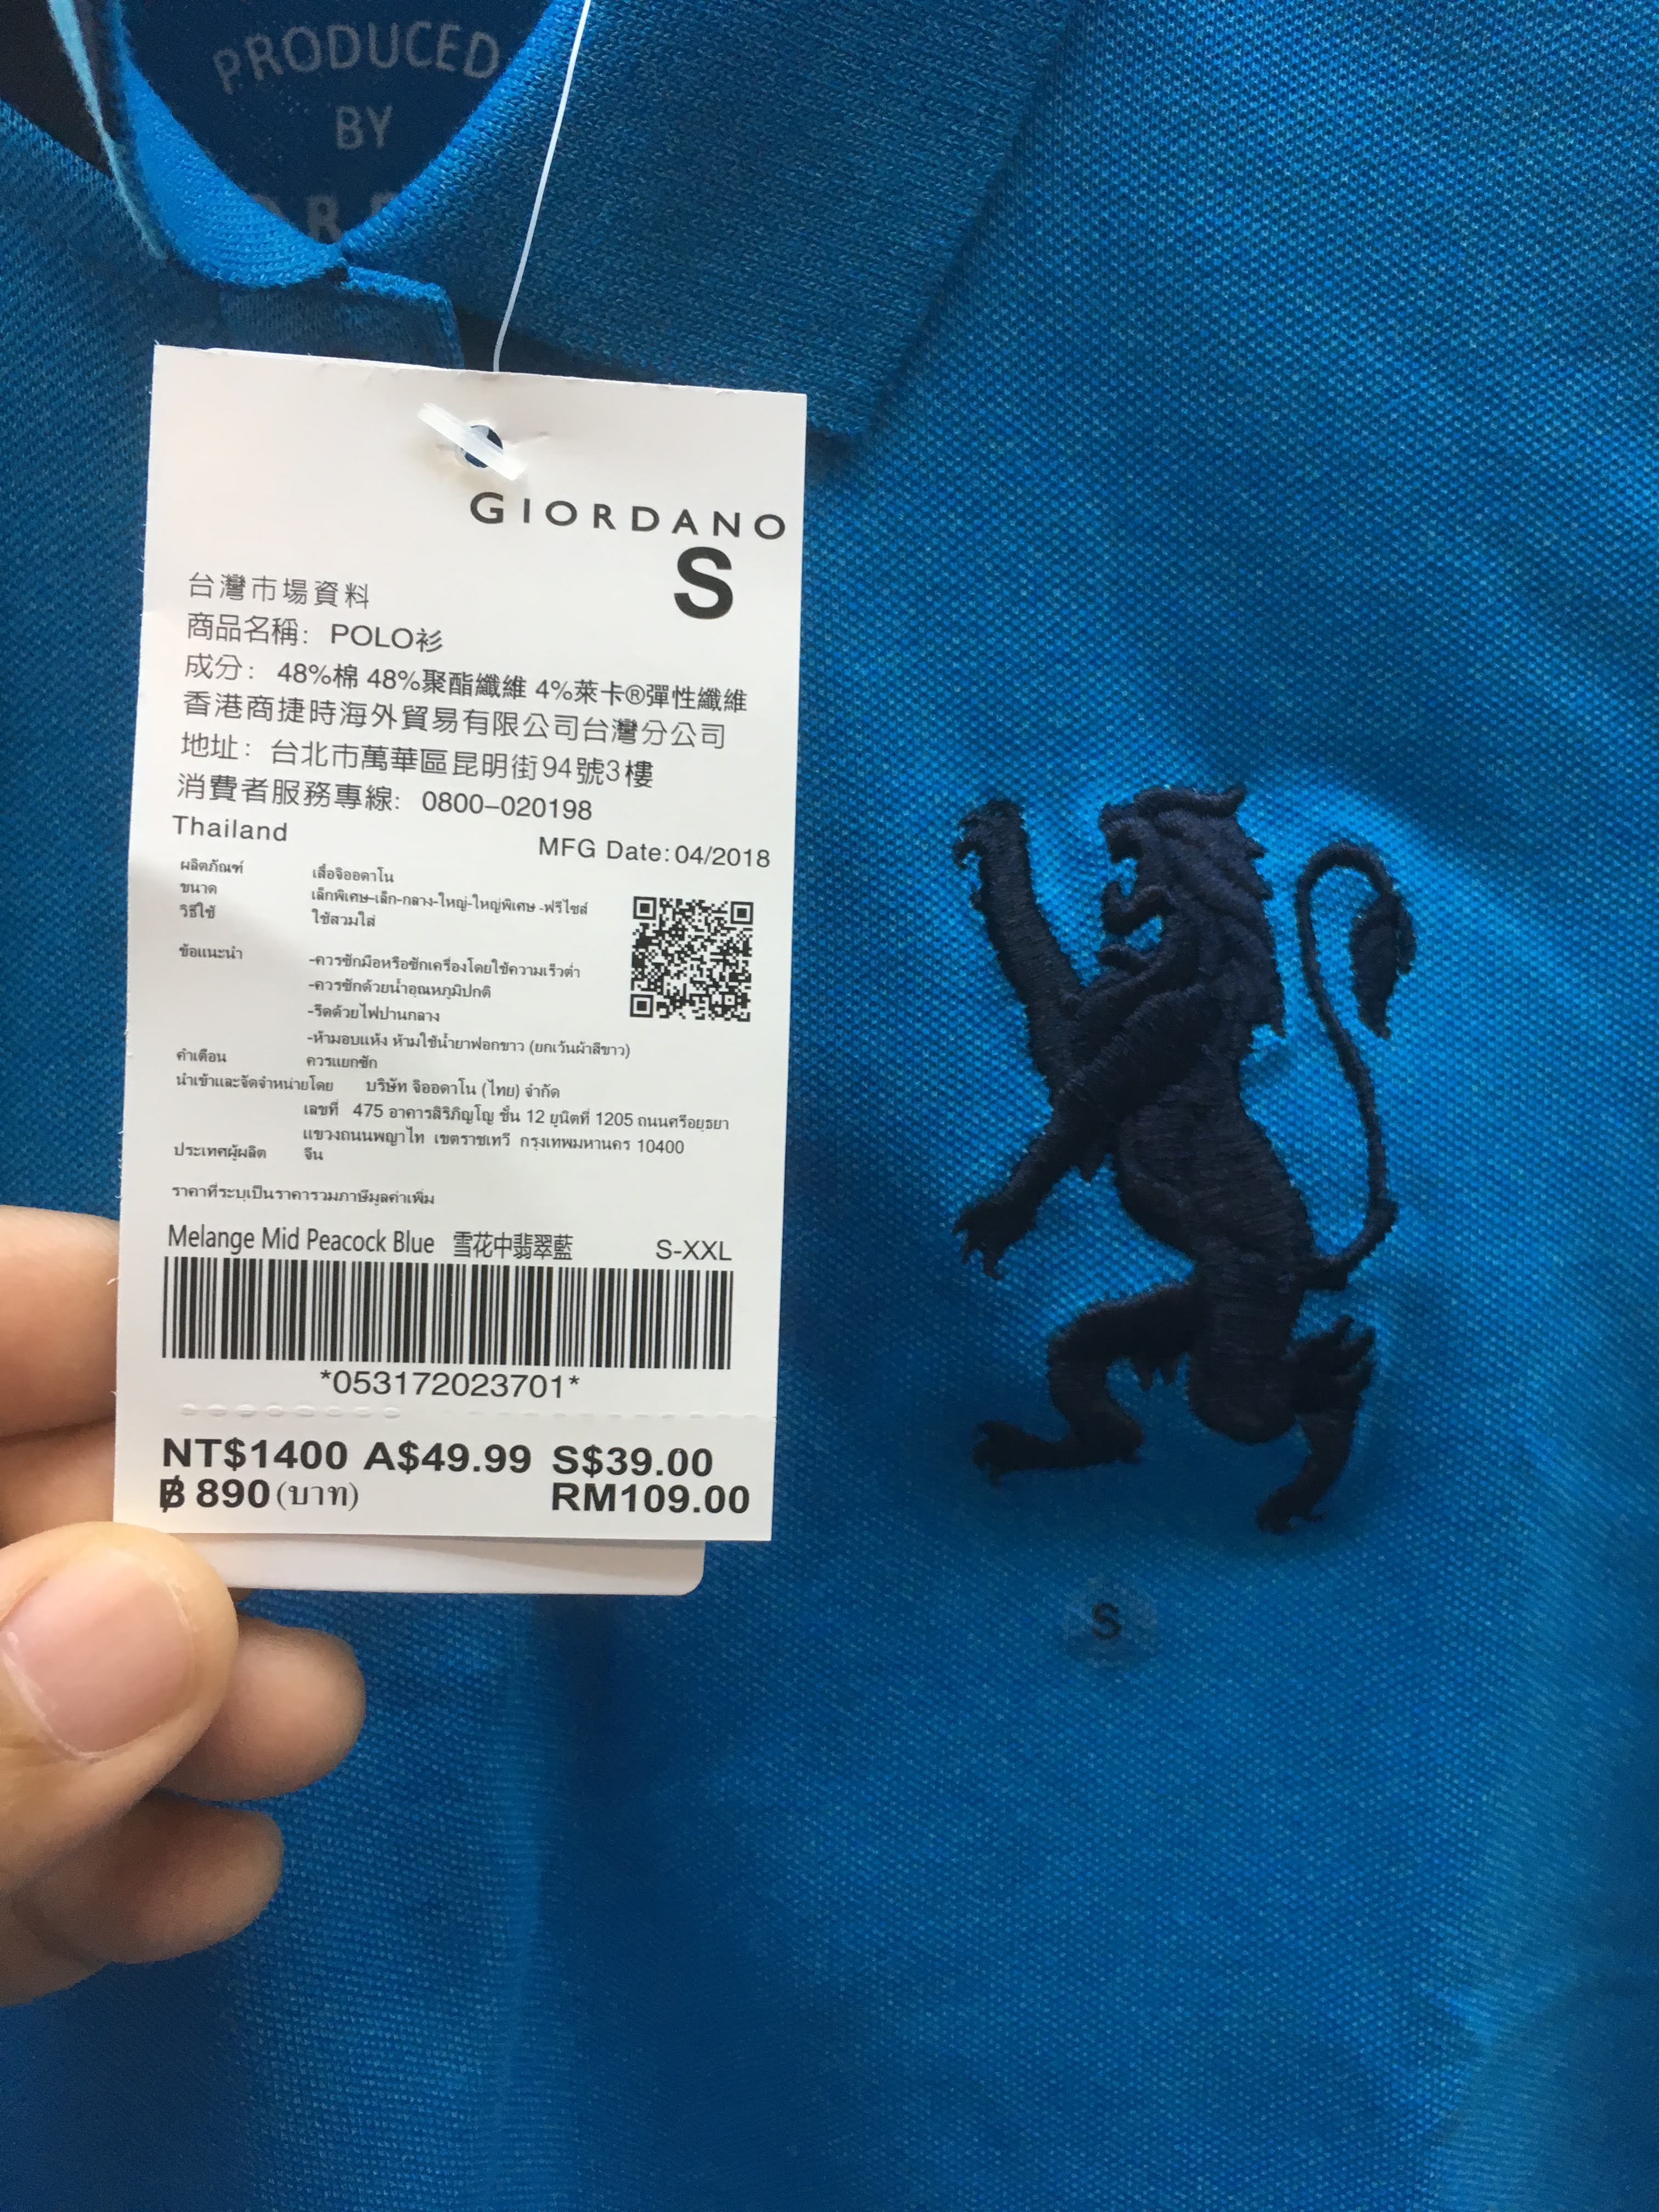 PRODUCED
BY
GIORDANO
S
台灣市場資料
商品名稱：POLO衫
成分：48%棉 48%聚酯纖維 4%萊卡®彈性纖維
香港商捷時海外貿易有限公司台灣分公司
地址：台北市萬華區昆明街94號3樓
消費者服務專線：0800–020198
Thailand MFG Date: 04/2018
ผลิตภัณฑ์ เสื้อจิออดาโน
ขนาด เล็กพิเศษ-เล็ก-กลาง-ใหญ่-ใหญ่พิเศษ -ฟรีไซส์
วิธีใช้ ใช้สวมใส่
ข้อแนะนำ -ควรซักมือหรือซักเครื่องโดยใช้ความเร็วต่ำ
-ควรซักด้วยน้ำอุณหภูมิปกติ
-รีดด้วยไฟปานกลาง
-ห้ามอบแห้ง ห้ามใช้น้ำยาฟอกขาว (ยกเว้นผ้าสีขาว)
คำเตือน ควรแยกซัก
นำเข้าและจัดจำหน่ายโดย บริษัท จิออดาโน (ไทย) จำกัด
เลขที่ 475 อาคารสิริภิญโญ ชั้น 12 ยูนิตที่ 1205 ถนนศรีอยุธยา
แขวงถนนพญาไท เขตราชเทวี กรุงเทพมหานคร 10400
ประเทศผู้ผลิต จีน
ราคาที่ระบุเป็นราคารวมภาษีมูลค่าเพิ่ม
Melange Mid Peacock Blue 雪花中翡翠藍 S-XXL
*053172023701*
NT$1400 A$49.99 S$39.00
฿ 890 (บาท) RM109.00
S